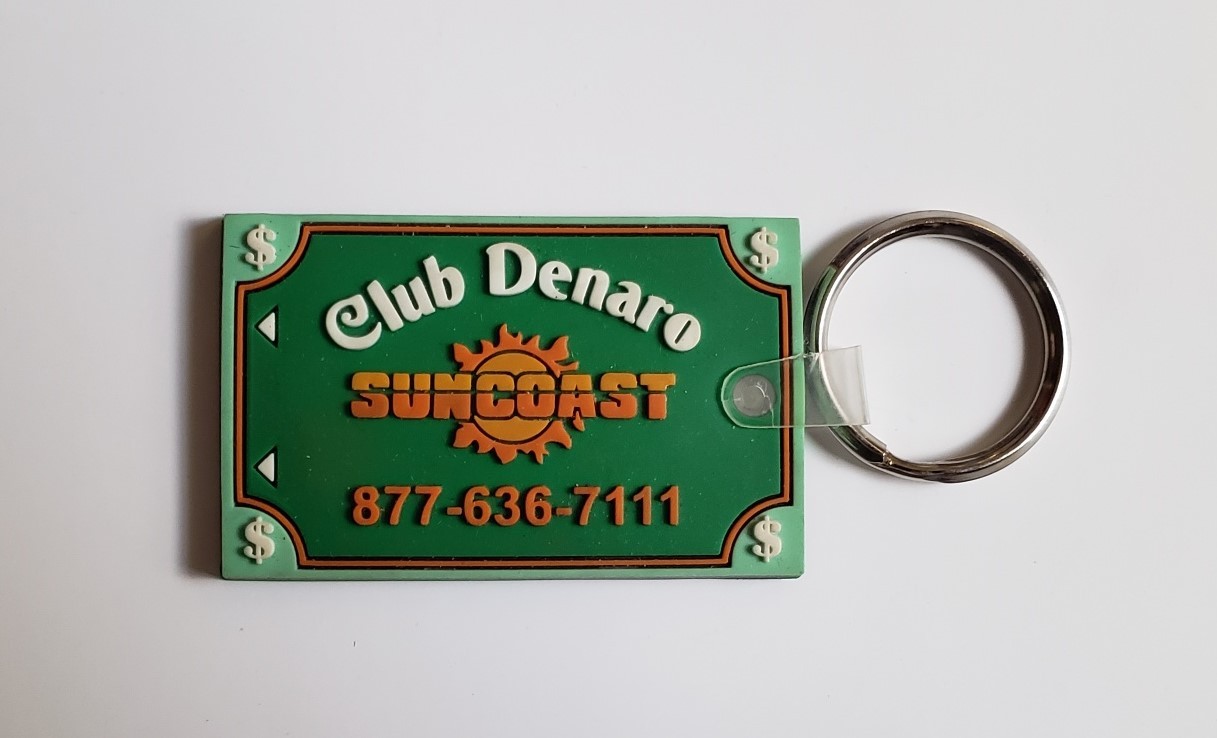 $ $
Club Denaro
SUNCOAST
877-636-7111
$ $